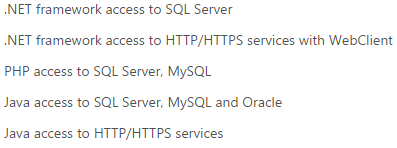 .NET framework access to SQL Server
.NET framework access to HTTP/HTTPS services with WebClient
PHP access to SQL Server, MySQL
Java access to SQL Server, MySQL and Oracle
Java access to HTTP/HTTPS services